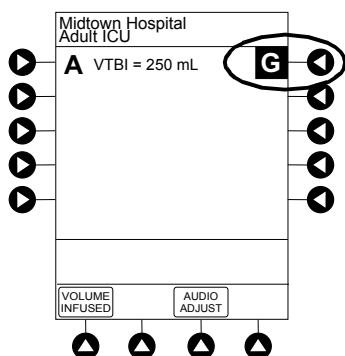 Midtown Hospital
Adult ICU
A VTBI = 250 mL G
VOLUME
INFUSED
AUDIO
ADJUST